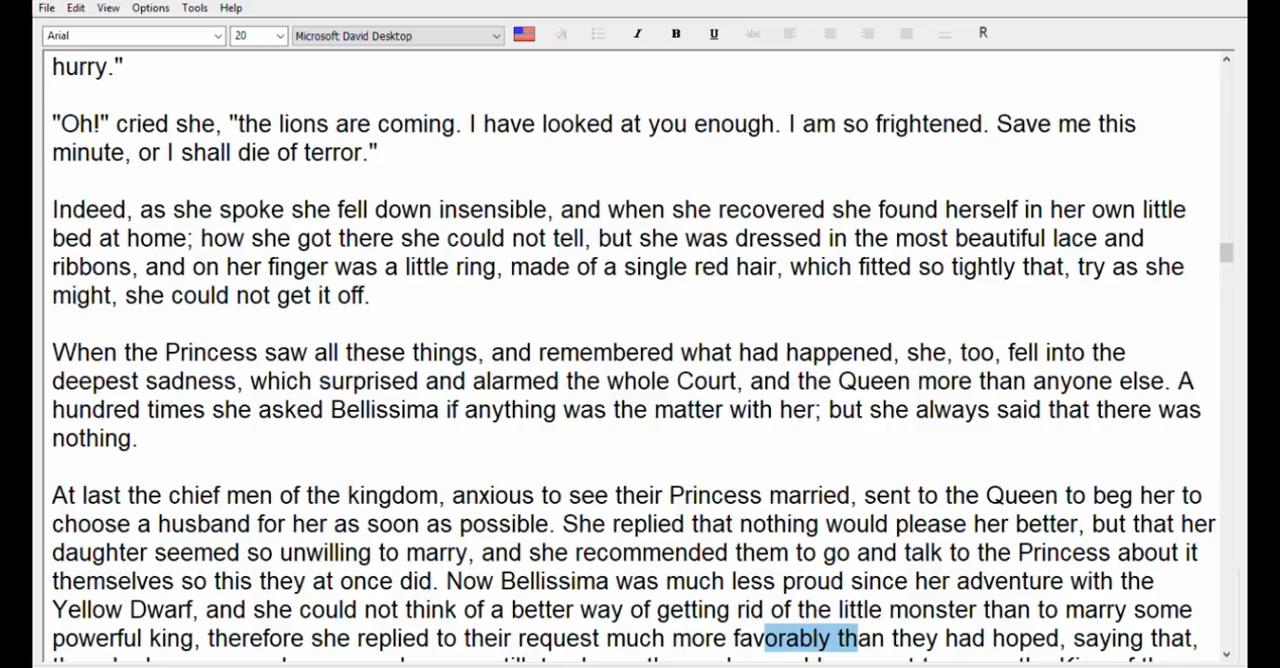 File Edit View Options Tools Help
Arial 20 Microsoft David Desktop I B U abc R
hurry."
"Oh!" cried she, "the lions are coming. I have looked at you enough. I am so frightened. Save me this
minute, or I shall die of terror."
Indeed, as she spoke she fell down insensible, and when she recovered she found herself in her own little
bed at home; how she got there she could not tell, but she was dressed in the most beautiful lace and
ribbons, and on her finger was a little ring, made of a single red hair, which fitted so tightly that, try as she
might, she could not get it off.
When the Princess saw all these things, and remembered what had happened, she, too, fell into the
deepest sadness, which surprised and alarmed the whole Court, and the Queen more than anyone else. A
hundred times she asked Bellissima if anything was the matter with her; but she always said that there was
nothing.
At last the chief men of the kingdom, anxious to see their Princess married, sent to the Queen to beg her to
choose a husband for her as soon as possible. She replied that nothing would please her better, but that her
daughter seemed so unwilling to marry, and she recommended them to go and talk to the Princess about it
themselves so this they at once did. Now Bellissima was much less proud since her adventure with the
Yellow Dwarf, and she could not think of a better way of getting rid of the little monster than to marry some
powerful king, therefore she replied to their request much more favorably than they had hoped, saying that,